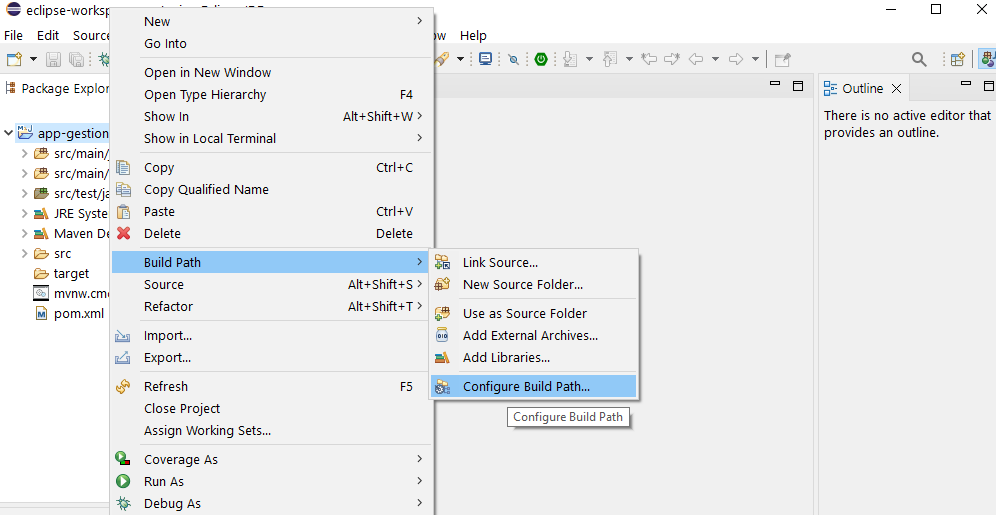 eclipse-worksp
File Edit Sourc
Help
Package Explor
app-gestion
src/main/j
src/main/
src/test/ja
JRE Syste
Maven De
src
target
mvnw.cm
pom.xml
New
Go Into
Open in New Window
Open Type Hierarchy F4
Show In Alt+Shift+W
Show in Local Terminal
Copy Ctrl+C
Copy Qualified Name
Paste Ctrl+V
Delete Delete
Build Path
Source Alt+Shift+S
Refactor Alt+Shift+T
Import...
Export...
Refresh F5
Close Project
Assign Working Sets...
Coverage As
Run As
Debug As
Link Source...
New Source Folder...
Use as Source Folder
Add External Archives...
Add Libraries...
Configure Build Path...
Configure Build Path
Outline
There is no active editor that
provides an outline.